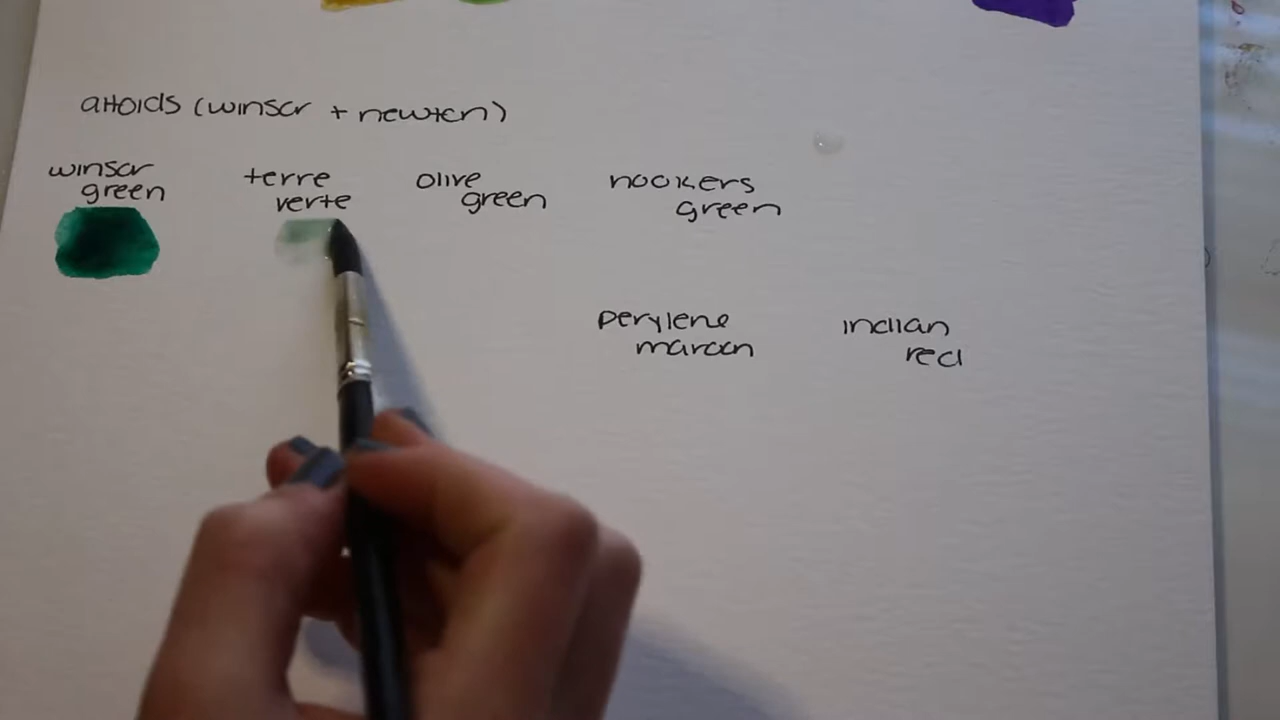 altoids (winsor + newton)
winsor
green
terre
verte
olive
green
hookers
green
perylene
maroon
indian
red